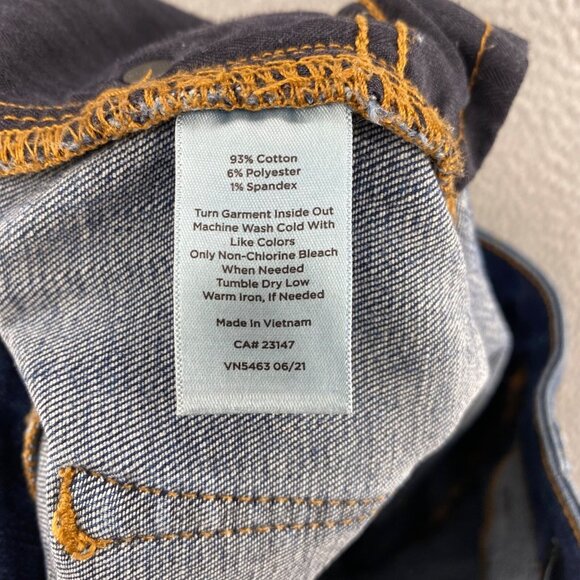 93% Cotton
6% Polyester
1% Spandex
Turn Garment Inside Out
Machine Wash Cold With
Like Colors
Only Non-Chlorine Bleach
When Needed
Tumble Dry Low
Warm Iron, If Needed
Made in Vietnam
CA# 23147
VN5463 06/21